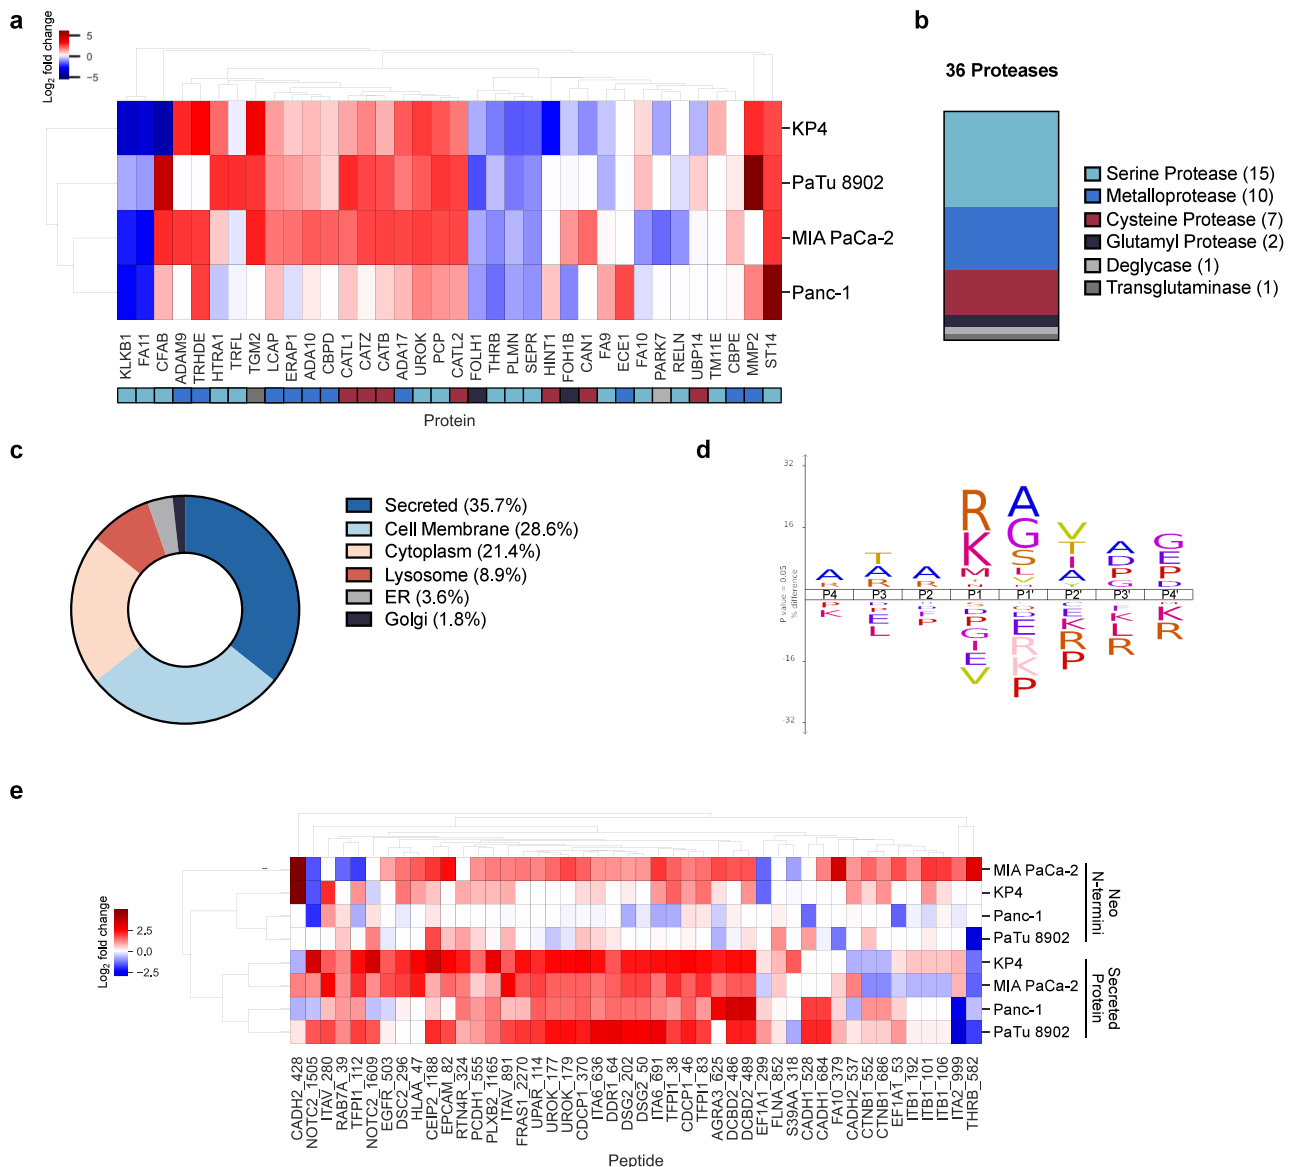 a
Log2 fold change
5
0
−5
KP4
PaTu 8902
MIA PaCa-2
Panc-1
KLKB1
FA11
CFAB
ADAM9
TRHDE
HTRA1
TRFL
TGM2
LCAP
ERAP1
ADA10
CBPD
CATL1
CATZ
CATB
ADA17
UROK
PCP
CATL2
FOLH1
THRB
PLMN
SEPR
HINT1
FOH1B
CAN1
FA9
ECE1
FA10
PARK7
RELN
UBP14
TM11E
CBPE
MMP2
ST14
Protein
b
36 Proteases
Serine Protease (15)
Metalloprotease (10)
Cysteine Protease (7)
Glutamyl Protease (2)
Deglycase (1)
Transglutaminase (1)
c
Secreted (35.7%)
Cell Membrane (28.6%)
Cytoplasm (21.4%)
Lysosome (8.9%)
ER (3.6%)
Golgi (1.8%)
d
32
16
-16
-32
P value = 0.05
% difference
P4 P3 P2 P1 P1' P2' P3' P4'
e
Log2 fold change
2.5
0.0
−2.5
MIA PaCa-2
KP4
Panc-1
PaTu 8902
KP4
MIA PaCa-2
Panc-1
PaTu 8902
Neo
N-termini
Secreted
Protein
CADH2_428
NOTC2_1505
ITAV_280
RAB7A_39
TFPI1_112
NOTC2_1609
EGFR_503
DSC2_296
HLAA_47
CEIP2_1188
EPCAM_82
RTN4R_324
PCDH1_555
PLXB2_1165
ITAV_891
FRAS1_2270
UPAR_114
UROK_177
UROK_179
CDCP1_370
ITA6_636
DDR1_64
DSG2_202
DSG2_50
ITA6_691
TFPI1_38
CDCP1_46
TFPI1_83
AGRA3_625
DCBD2_486
DCBD2_489
EF1A1_299
FLNA_852
S39AA_318
CADH1_528
CADH1_684
FA10_379
CADH2_537
CTNB1_552
CTNB1_686
EF1A1_53
ITB1_192
ITB1_101
ITB1_106
ITA2_999
THRB_582
Peptide